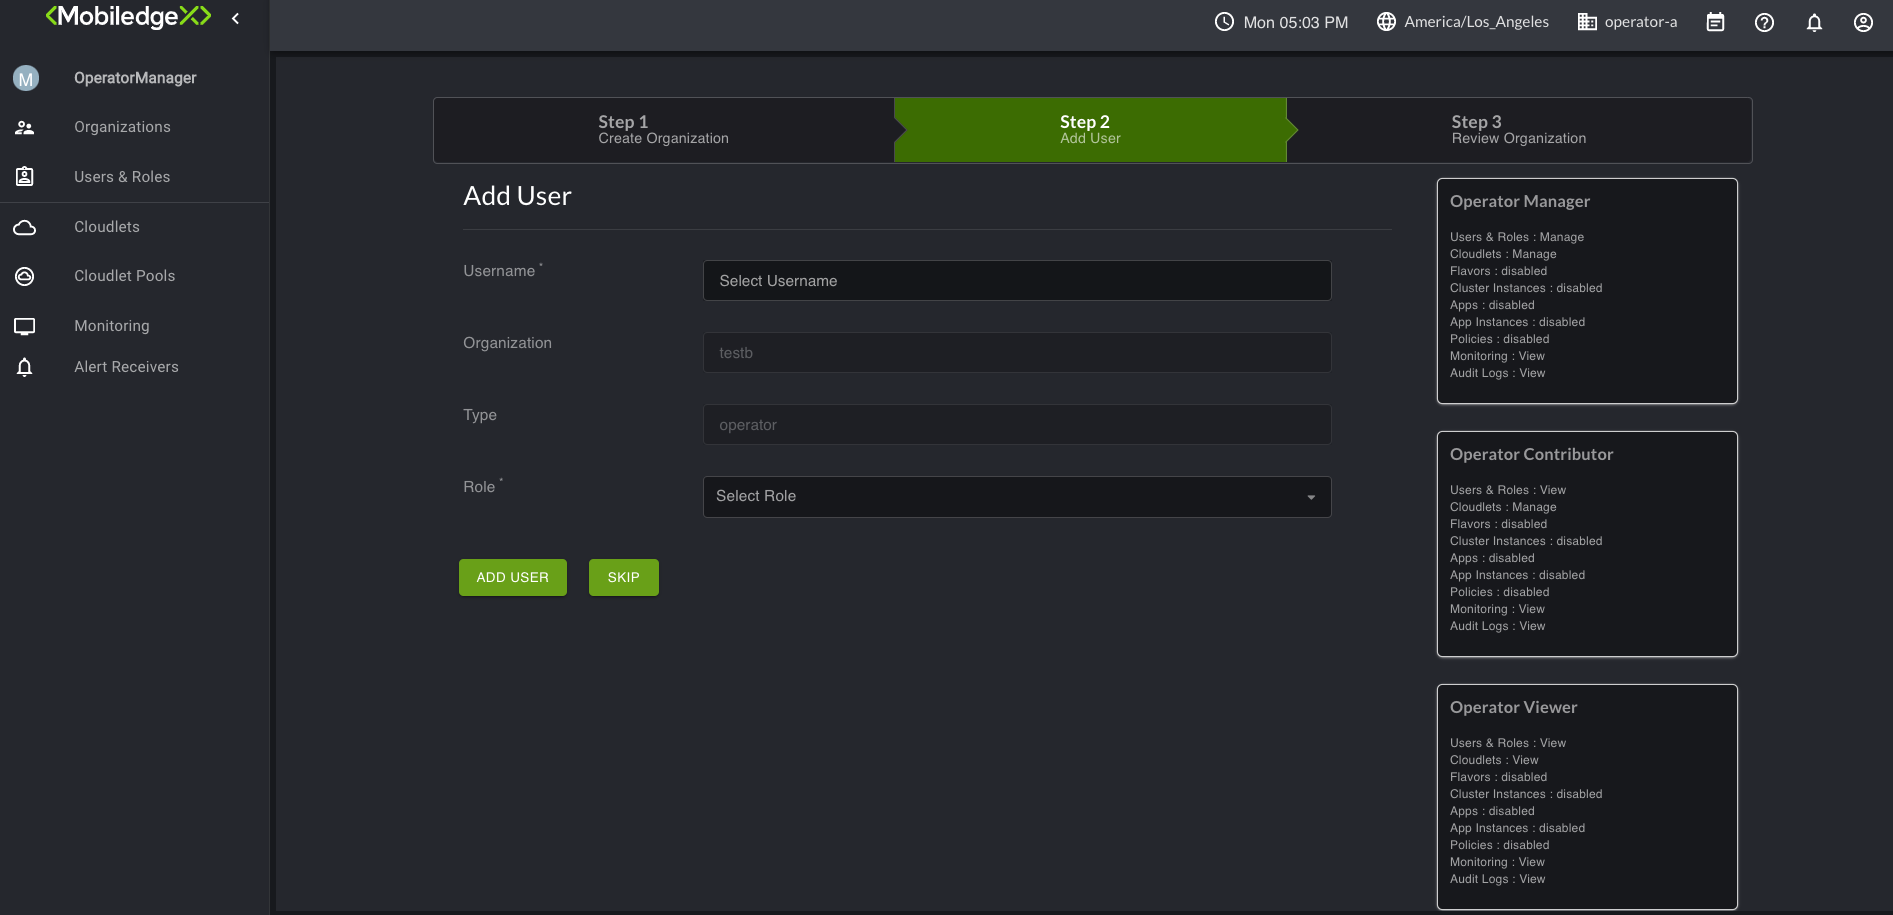 <MobiledgeX>
Mon 05:03 PM
America/Los_Angeles
operator-a
M
OperatorManager
Organizations
Users & Roles
Cloudlets
Cloudlet Pools
Monitoring
Alert Receivers
Step 1
Create Organization
Step 2
Add User
Step 3
Review Organization
Add User
Username *
Select Username
Organization
testb
Type
operator
Role *
Select Role
ADD USER
SKIP
Operator Manager
Users & Roles : Manage
Cloudlets : Manage
Flavors : disabled
Cluster Instances : disabled
Apps : disabled
App Instances : disabled
Policies : disabled
Monitoring : View
Audit Logs : View
Operator Contributor
Users & Roles : View
Cloudlets : Manage
Flavors : disabled
Cluster Instances : disabled
Apps : disabled
App Instances : disabled
Policies : disabled
Monitoring : View
Audit Logs : View
Operator Viewer
Users & Roles : View
Cloudlets : View
Flavors : disabled
Cluster Instances : disabled
Apps : disabled
App Instances : disabled
Policies : disabled
Monitoring : View
Audit Logs : View